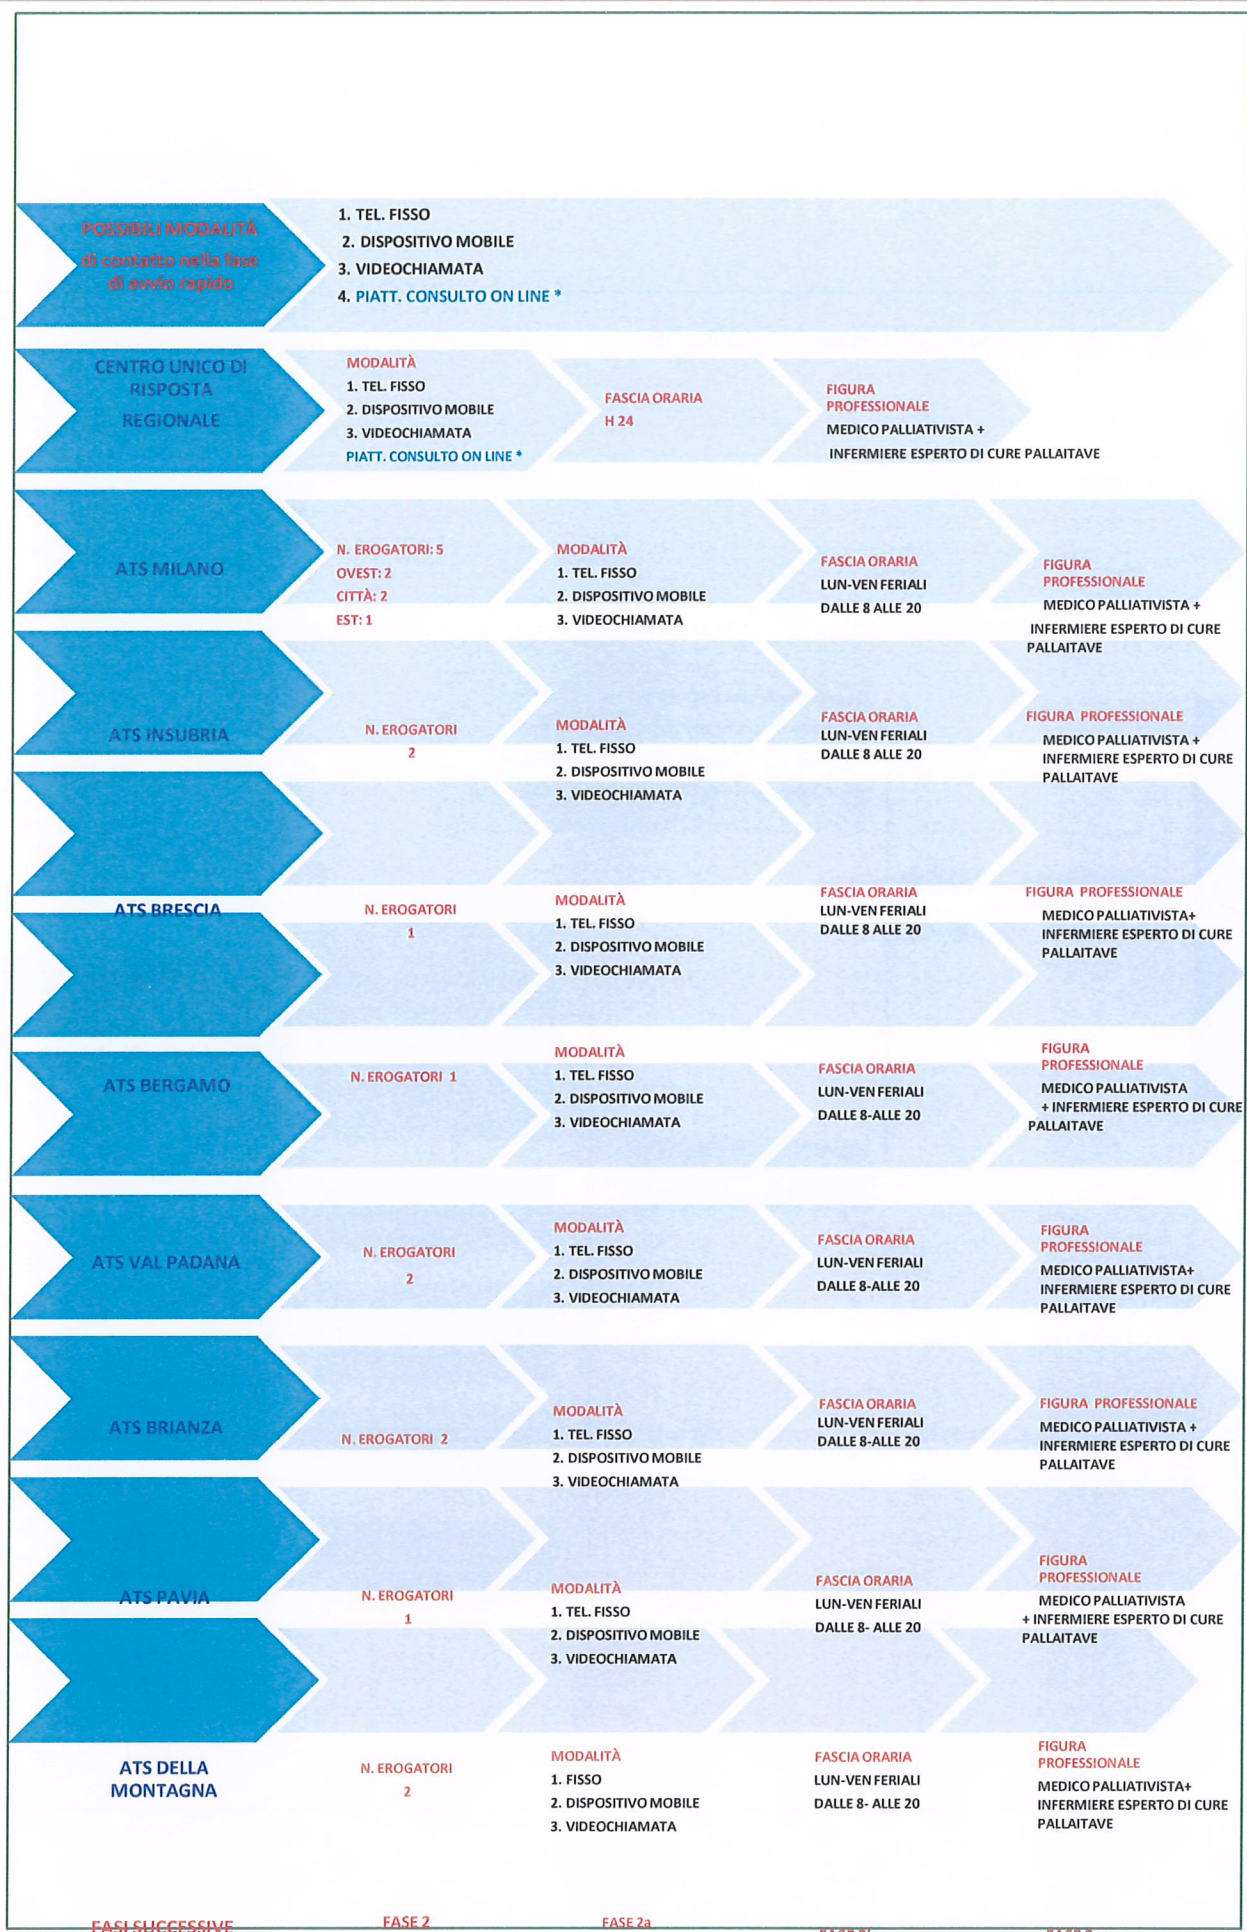 POSSIBILI MODALITÀ
di contatto nella fase
di avvio rapido
1. TEL. FISSO
2. DISPOSITIVO MOBILE
3. VIDEOCHIAMATA
4. PIATT. CONSULTO ON LINE *
CENTRO UNICO DI
RISPOSTA
REGIONALE
MODALITÀ
1. TEL. FISSO
2. DISPOSITIVO MOBILE
3. VIDEOCHIAMATA
PIATT. CONSULTO ON LINE *
FASCIA ORARIA
H 24
FIGURA
PROFESSIONALE
MEDICO PALLIATIVISTA +
INFERMIERE ESPERTO DI CURE PALLAITAVE
ATS MILANO
N. EROGATORI: 5
OVEST: 2
CITTÀ: 2
EST: 1
MODALITÀ
1. TEL. FISSO
2. DISPOSITIVO MOBILE
3. VIDEOCHIAMATA
FASCIA ORARIA
LUN-VEN FERIALI
DALLE 8 ALLE 20
FIGURA
PROFESSIONALE
MEDICO PALLIATIVISTA +
INFERMIERE ESPERTO DI CURE
PALLAITAVE
ATS INSUBRIA
N. EROGATORI
2
MODALITÀ
1. TEL. FISSO
2. DISPOSITIVO MOBILE
3. VIDEOCHIAMATA
FASCIA ORARIA
LUN-VEN FERIALI
DALLE 8 ALLE 20
FIGURA PROFESSIONALE
MEDICO PALLIATIVISTA +
INFERMIERE ESPERTO DI CURE
PALLAITAVE
ATS BRESCIA
N. EROGATORI
1
MODALITÀ
1. TEL. FISSO
2. DISPOSITIVO MOBILE
3. VIDEOCHIAMATA
FASCIA ORARIA
LUN-VEN FERIALI
DALLE 8 ALLE 20
FIGURA PROFESSIONALE
MEDICO PALLIATIVISTA+
INFERMIERE ESPERTO DI CURE
PALLAITAVE
ATS BERGAMO
N. EROGATORI 1
MODALITÀ
1. TEL. FISSO
2. DISPOSITIVO MOBILE
3. VIDEOCHIAMATA
FASCIA ORARIA
LUN-VEN FERIALI
DALLE 8-ALLE 20
FIGURA
PROFESSIONALE
MEDICO PALLIATIVISTA
+ INFERMIERE ESPERTO DI CURE
PALLAITAVE
ATS VAL PADANA
N. EROGATORI
2
MODALITÀ
1. TEL. FISSO
2. DISPOSITIVO MOBILE
3. VIDEOCHIAMATA
FASCIA ORARIA
LUN-VEN FERIALI
DALLE 8-ALLE 20
FIGURA
PROFESSIONALE
MEDICO PALLIATIVISTA+
INFERMIERE ESPERTO DI CURE
PALLAITAVE
ATS BRIANZA
N. EROGATORI 2
MODALITÀ
1. TEL. FISSO
2. DISPOSITIVO MOBILE
3. VIDEOCHIAMATA
FASCIA ORARIA
LUN-VEN FERIALI
DALLE 8-ALLE 20
FIGURA PROFESSIONALE
MEDICO PALLIATIVISTA +
INFERMIERE ESPERTO DI CURE
PALLAITAVE
ATS PAVIA
N. EROGATORI
1
MODALITÀ
1. TEL. FISSO
2. DISPOSITIVO MOBILE
3. VIDEOCHIAMATA
FASCIA ORARIA
LUN-VEN FERIALI
DALLE 8- ALLE 20
FIGURA
PROFESSIONALE
MEDICO PALLIATIVISTA
+ INFERMIERE ESPERTO DI CURE
PALLAITAVE
ATS DELLA
MONTAGNA
N. EROGATORI
2
MODALITÀ
1. FISSO
2. DISPOSITIVO MOBILE
3. VIDEOCHIAMATA
FASCIA ORARIA
LUN-VEN FERIALI
DALLE 8- ALLE 20
FIGURA
PROFESSIONALE
MEDICO PALLIATIVISTA+
INFERMIERE ESPERTO DI CURE
PALLAITAVE
FASI SUCCESSIVE
FASE 2
FASE 2a